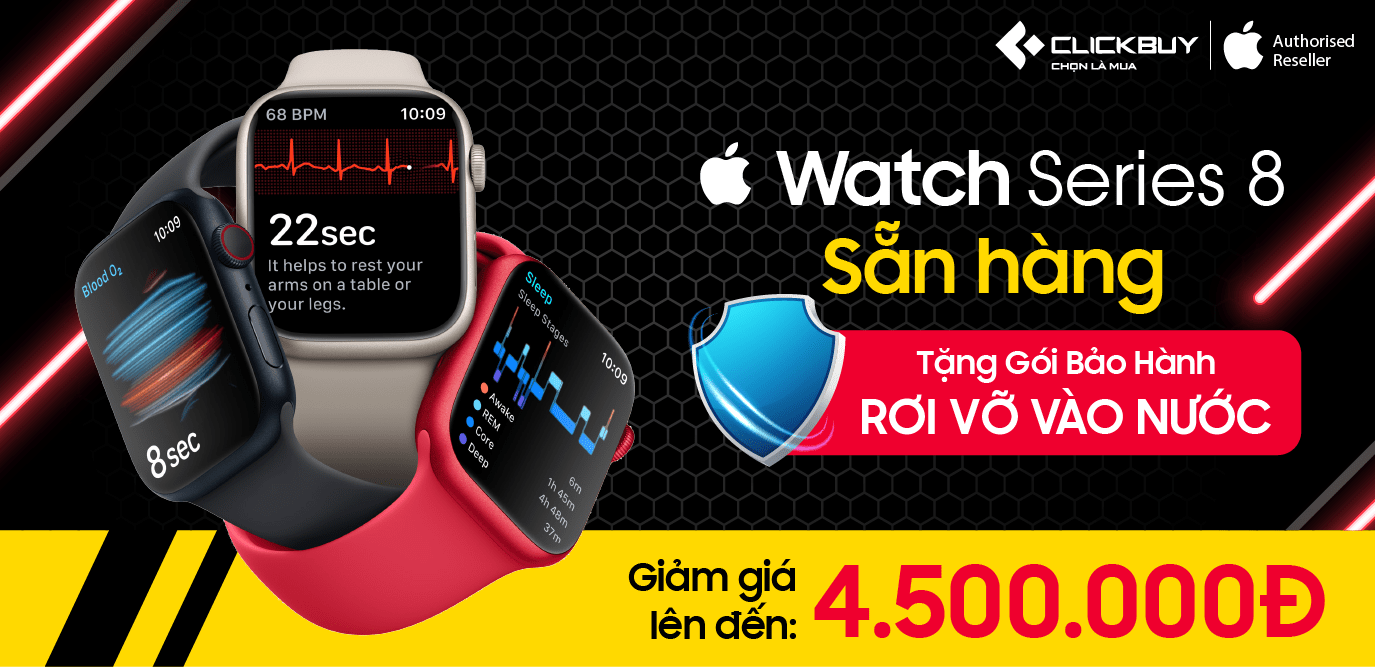 CLICKBUY
CHỌN LÀ MUA
Authorised
Reseller
Watch Series 8
Sẵn hàng
Tặng Gói Bảo Hành
RƠI VỠ VÀO NƯỚC
Giảm giá
lên đến: 4.500.000Đ
68 BPM 10:09
22sec
It helps to rest your
arms on a table or
your legs.
Blood O₂ 10:09
8 sec
Sleep 10:09
Sleep Stages
Awake
REM
Core
Deep
6m
1h 45m
4h 48m
37m